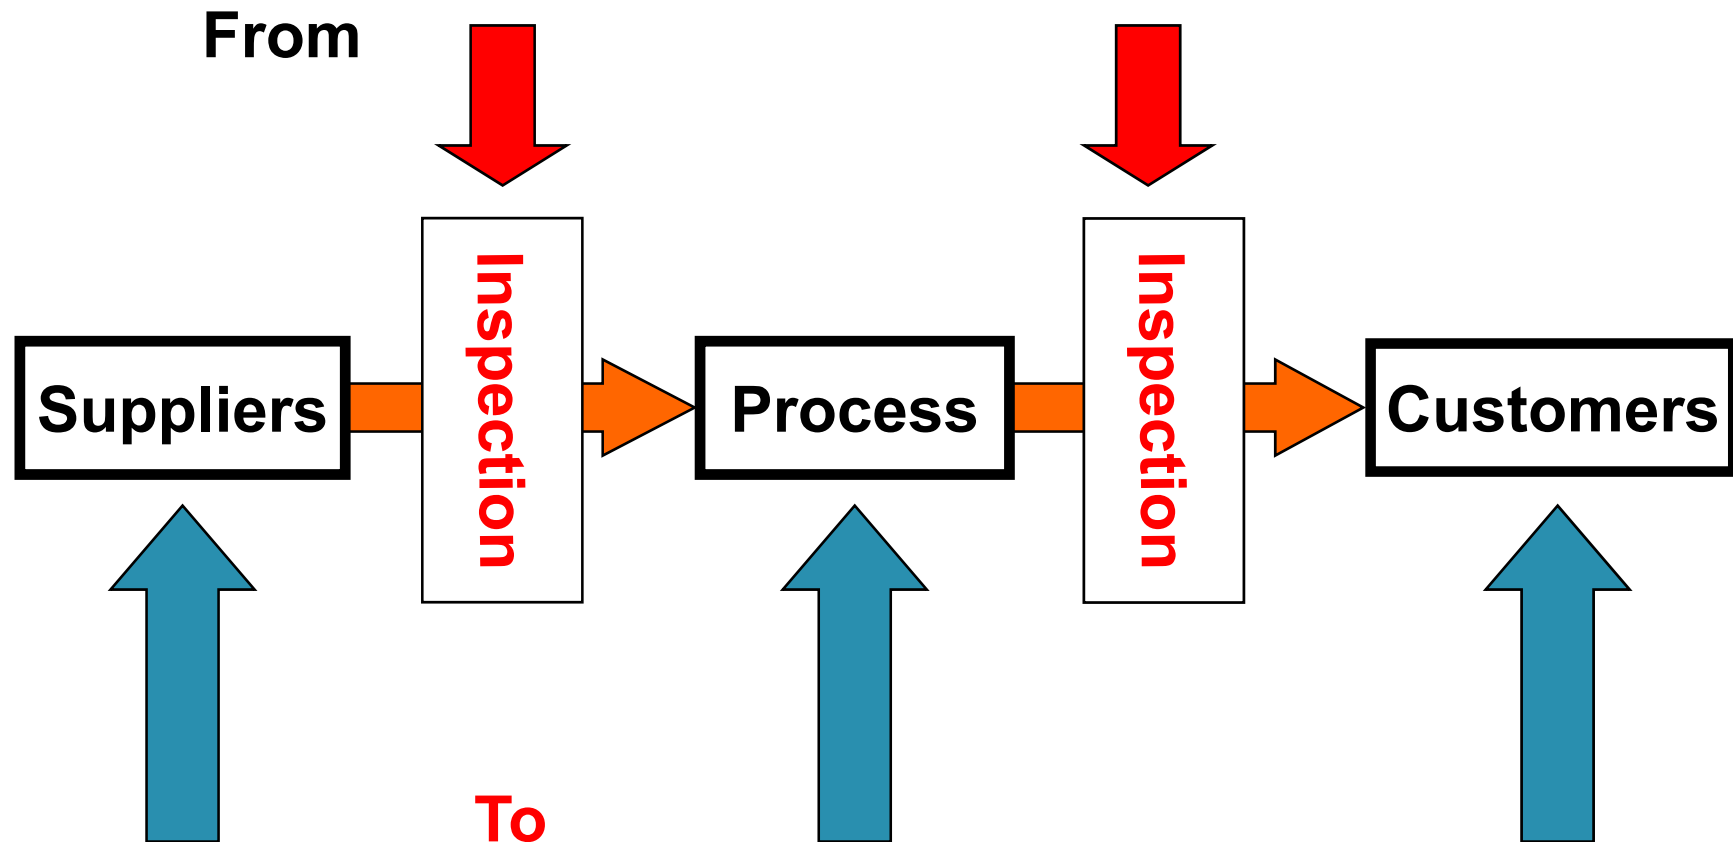 From
Inspection
Inspection
Suppliers
Process
Customers
To